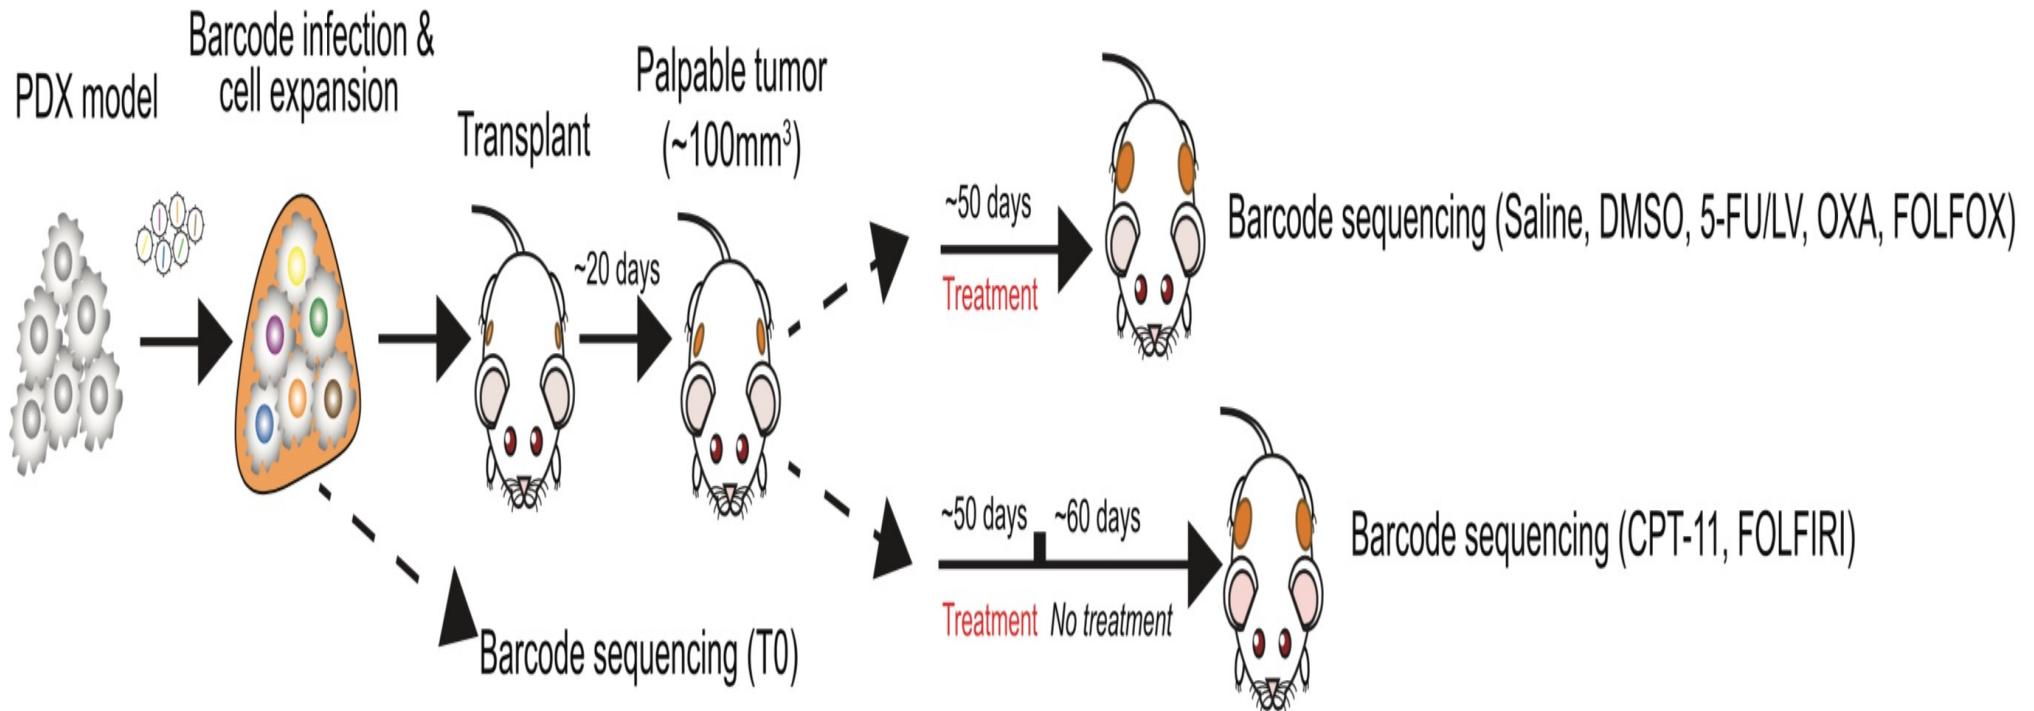 PDX model
Barcode infection &
cell expansion
Transplant
~20 days
Palpable tumor
(~100mm³)
~50 days
Treatment
Barcode sequencing (Saline, DMSO, 5-FU/LV, OXA, FOLFOX)
~50 days
~60 days
Treatment
No treatment
Barcode sequencing (CPT-11, FOLFIRI)
Barcode sequencing (T0)